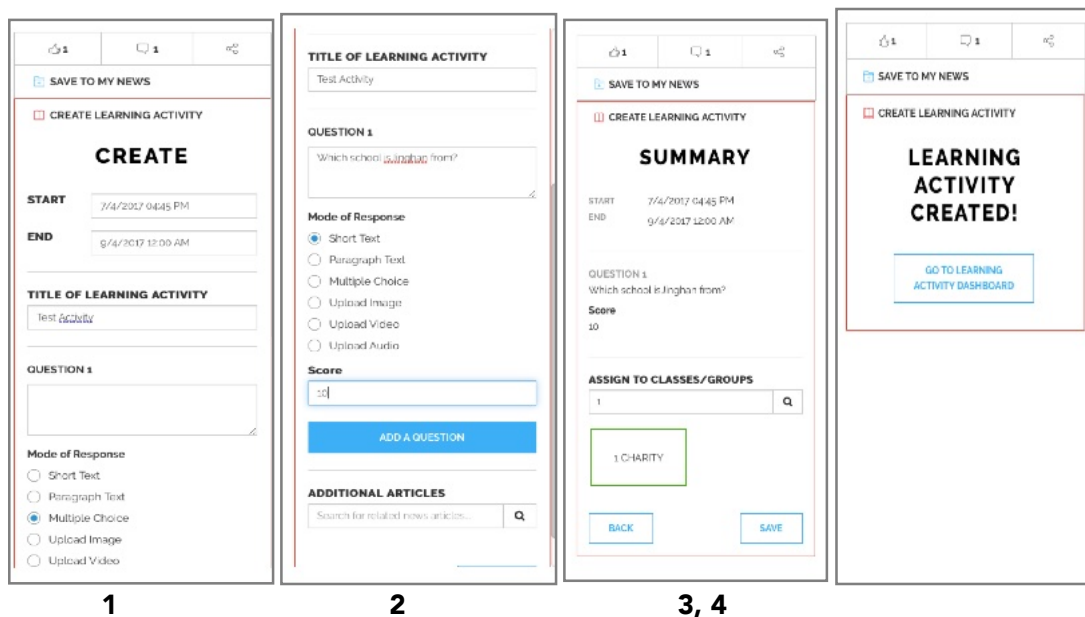 1
1
SAVE TO MY NEWS
CREATE LEARNING ACTIVITY
CREATE
START
7/4/2017 04:45 PM
END
9/4/2017 12:00 AM
TITLE OF LEARNING ACTIVITY
Test Activity
QUESTION 1
Mode of Response
Short Text
Paragraph Text
Multiple Choice
Upload Image
Upload Video
1
TITLE OF LEARNING ACTIVITY
Test Activity
QUESTION 1
Which school is Jinghan from?
Mode of Response
Short Text
Paragraph Text
Multiple Choice
Upload Image
Upload Video
Upload Audio
Score
10
ADD A QUESTION
ADDITIONAL ARTICLES
Search for related news articles...
2
1
1
SAVE TO MY NEWS
CREATE LEARNING ACTIVITY
SUMMARY
START 7/4/2017 04:45 PM
END 9/4/2017 12:00 AM
QUESTION 1
Which school is Jinghan from?
Score
10
ASSIGN TO CLASSES/GROUPS
1
1 CHARITY
BACK
SAVE
3, 4
1
1
SAVE TO MY NEWS
CREATE LEARNING ACTIVITY
LEARNING
ACTIVITY
CREATED!
GO TO LEARNING
ACTIVITY DASHBOARD